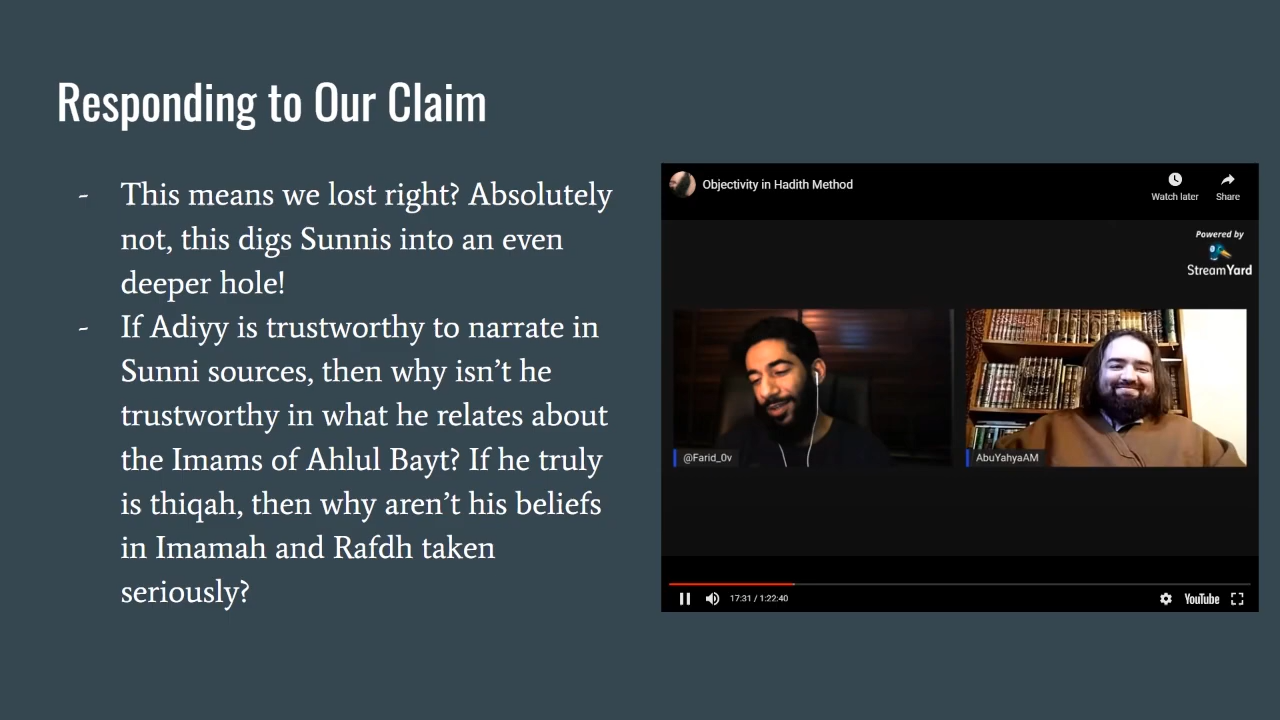 Responding to Our Claim
- This means we lost right? Absolutely
not, this digs Sunnis into an even
deeper hole!
- If Adiyy is trustworthy to narrate in
Sunni sources, then why isn’t he
trustworthy in what he relates about
the Imams of Ahlul Bayt? If he truly
is thiqah, then why aren’t his beliefs
in Imamah and Rafdh taken
seriously?
Objectivity in Hadith Method
Watch later
Share
Powered by
StreamYard
@Farid_0v
AbuYahyaAM
17:31 / 1:22:40
YouTube